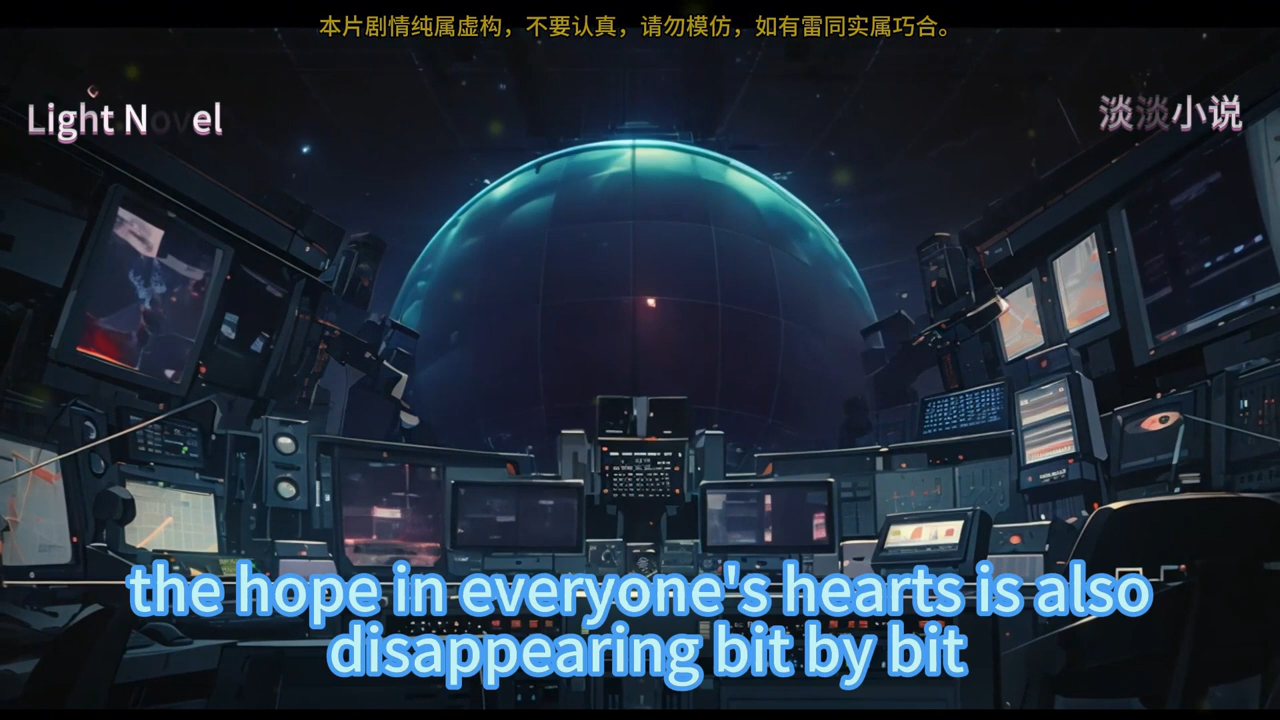 本片剧情纯属虚构，不要认真，请勿模仿，如有雷同实属巧合。
Light Novel
淡淡小说
the hope in everyone's hearts is also
disappearing bit by bit